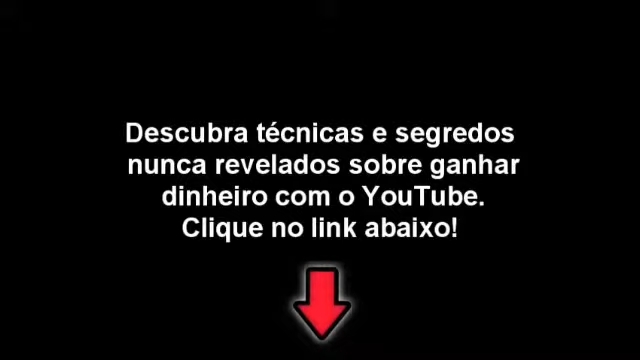 Descubra técnicas e segredos
nunca revelados sobre ganhar
dinheiro com o YouTube.
Clique no link abaixo!